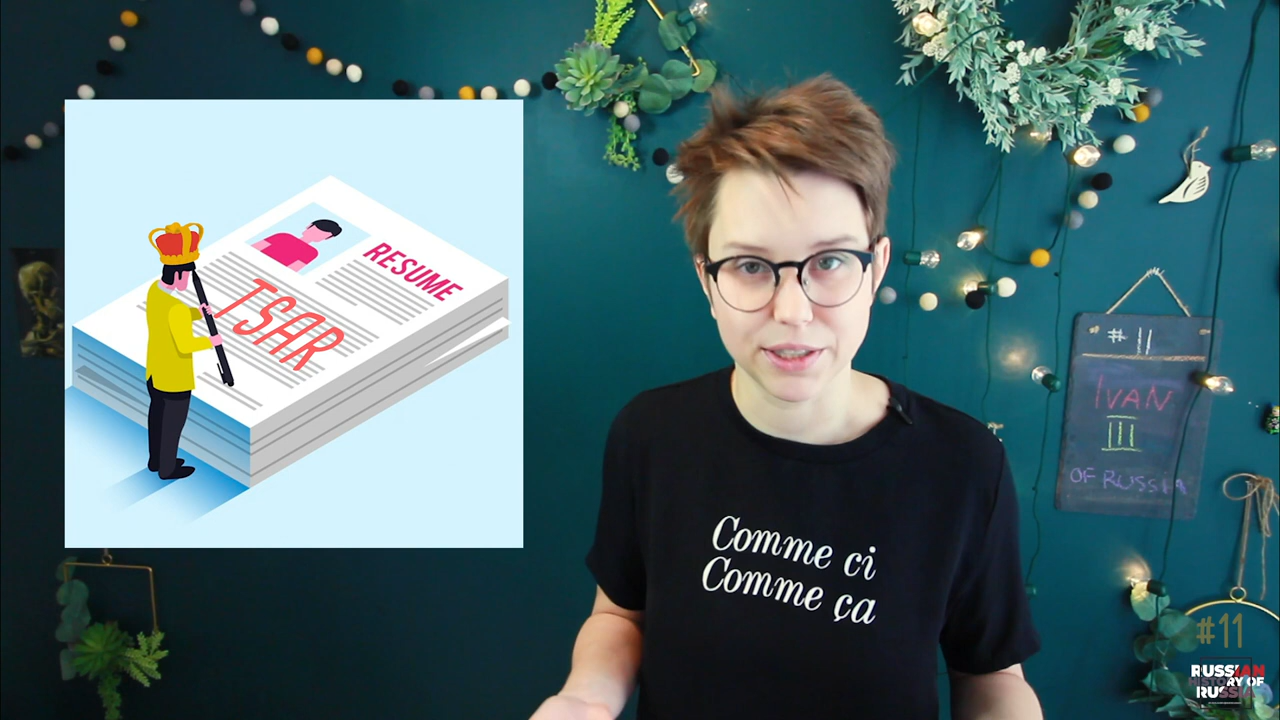 RESUME
TSAR
Comme ci
Comme ça
# 11
IVAN
III
OF RUSSIA
#11
RUSSIAN
HISTORY OF
RUSSIA